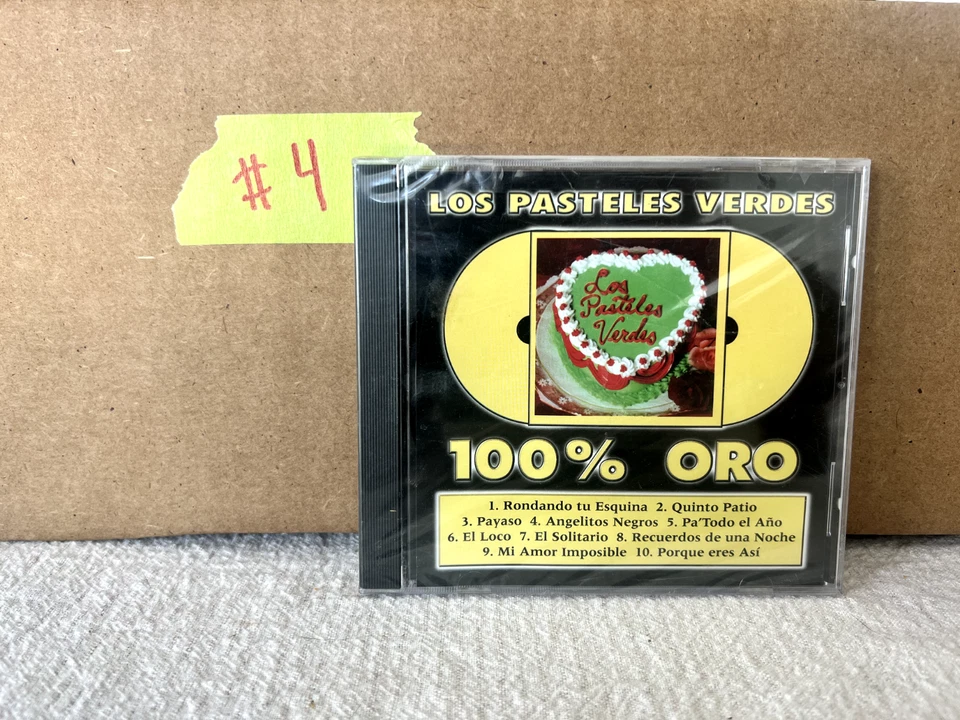 # 4
LOS PASTELES VERDES
Los
Pasteles
Verdes
100% ORO
1. Rondando tu Esquina 2. Quinto Patio
3. Payaso 4. Angelitos Negros 5. Pa'Todo el Año
6. El Loco 7. El Solitario 8. Recuerdos de una Noche
9. Mi Amor Imposible 10. Porque eres Así